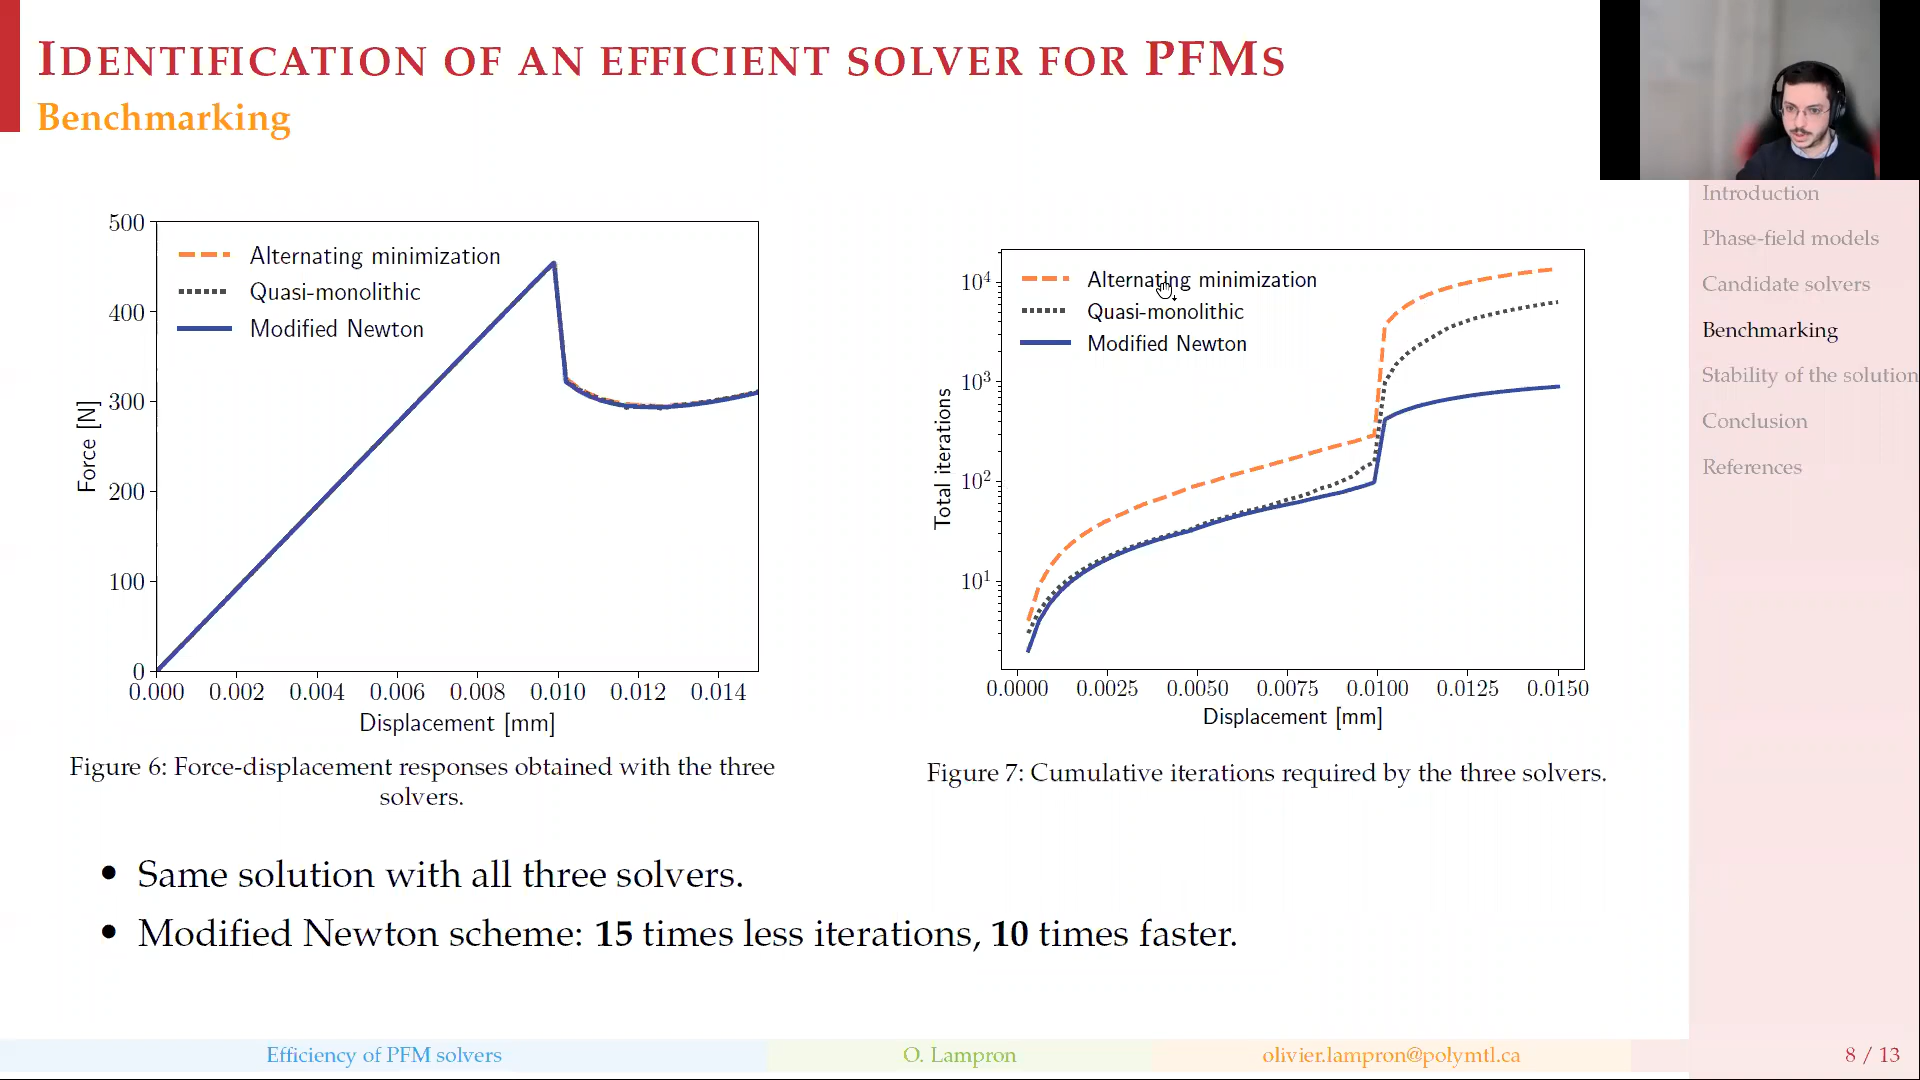 IDENTIFICATION OF AN EFFICIENT SOLVER FOR PFMS
Benchmarking
500
400
300
200
100
0
Force [N]
Alternating minimization
Quasi-monolithic
Modified Newton
0.000 0.002 0.004 0.006 0.008 0.010 0.012 0.014
Displacement [mm]
Figure 6: Force-displacement responses obtained with the three
solvers.
10^4
10^3
10^2
10^1
Total iterations
Alternating minimization
Quasi-monolithic
Modified Newton
0.0000 0.0025 0.0050 0.0075 0.0100 0.0125 0.0150
Displacement [mm]
Figure 7: Cumulative iterations required by the three solvers.
• Same solution with all three solvers.
• Modified Newton scheme: 15 times less iterations, 10 times faster.
Introduction
Phase-field models
Candidate solvers
Benchmarking
Stability of the solution
Conclusion
References
Efficiency of PFM solvers
O. Lampron
olivier.lampron@polymtl.ca
8 / 13